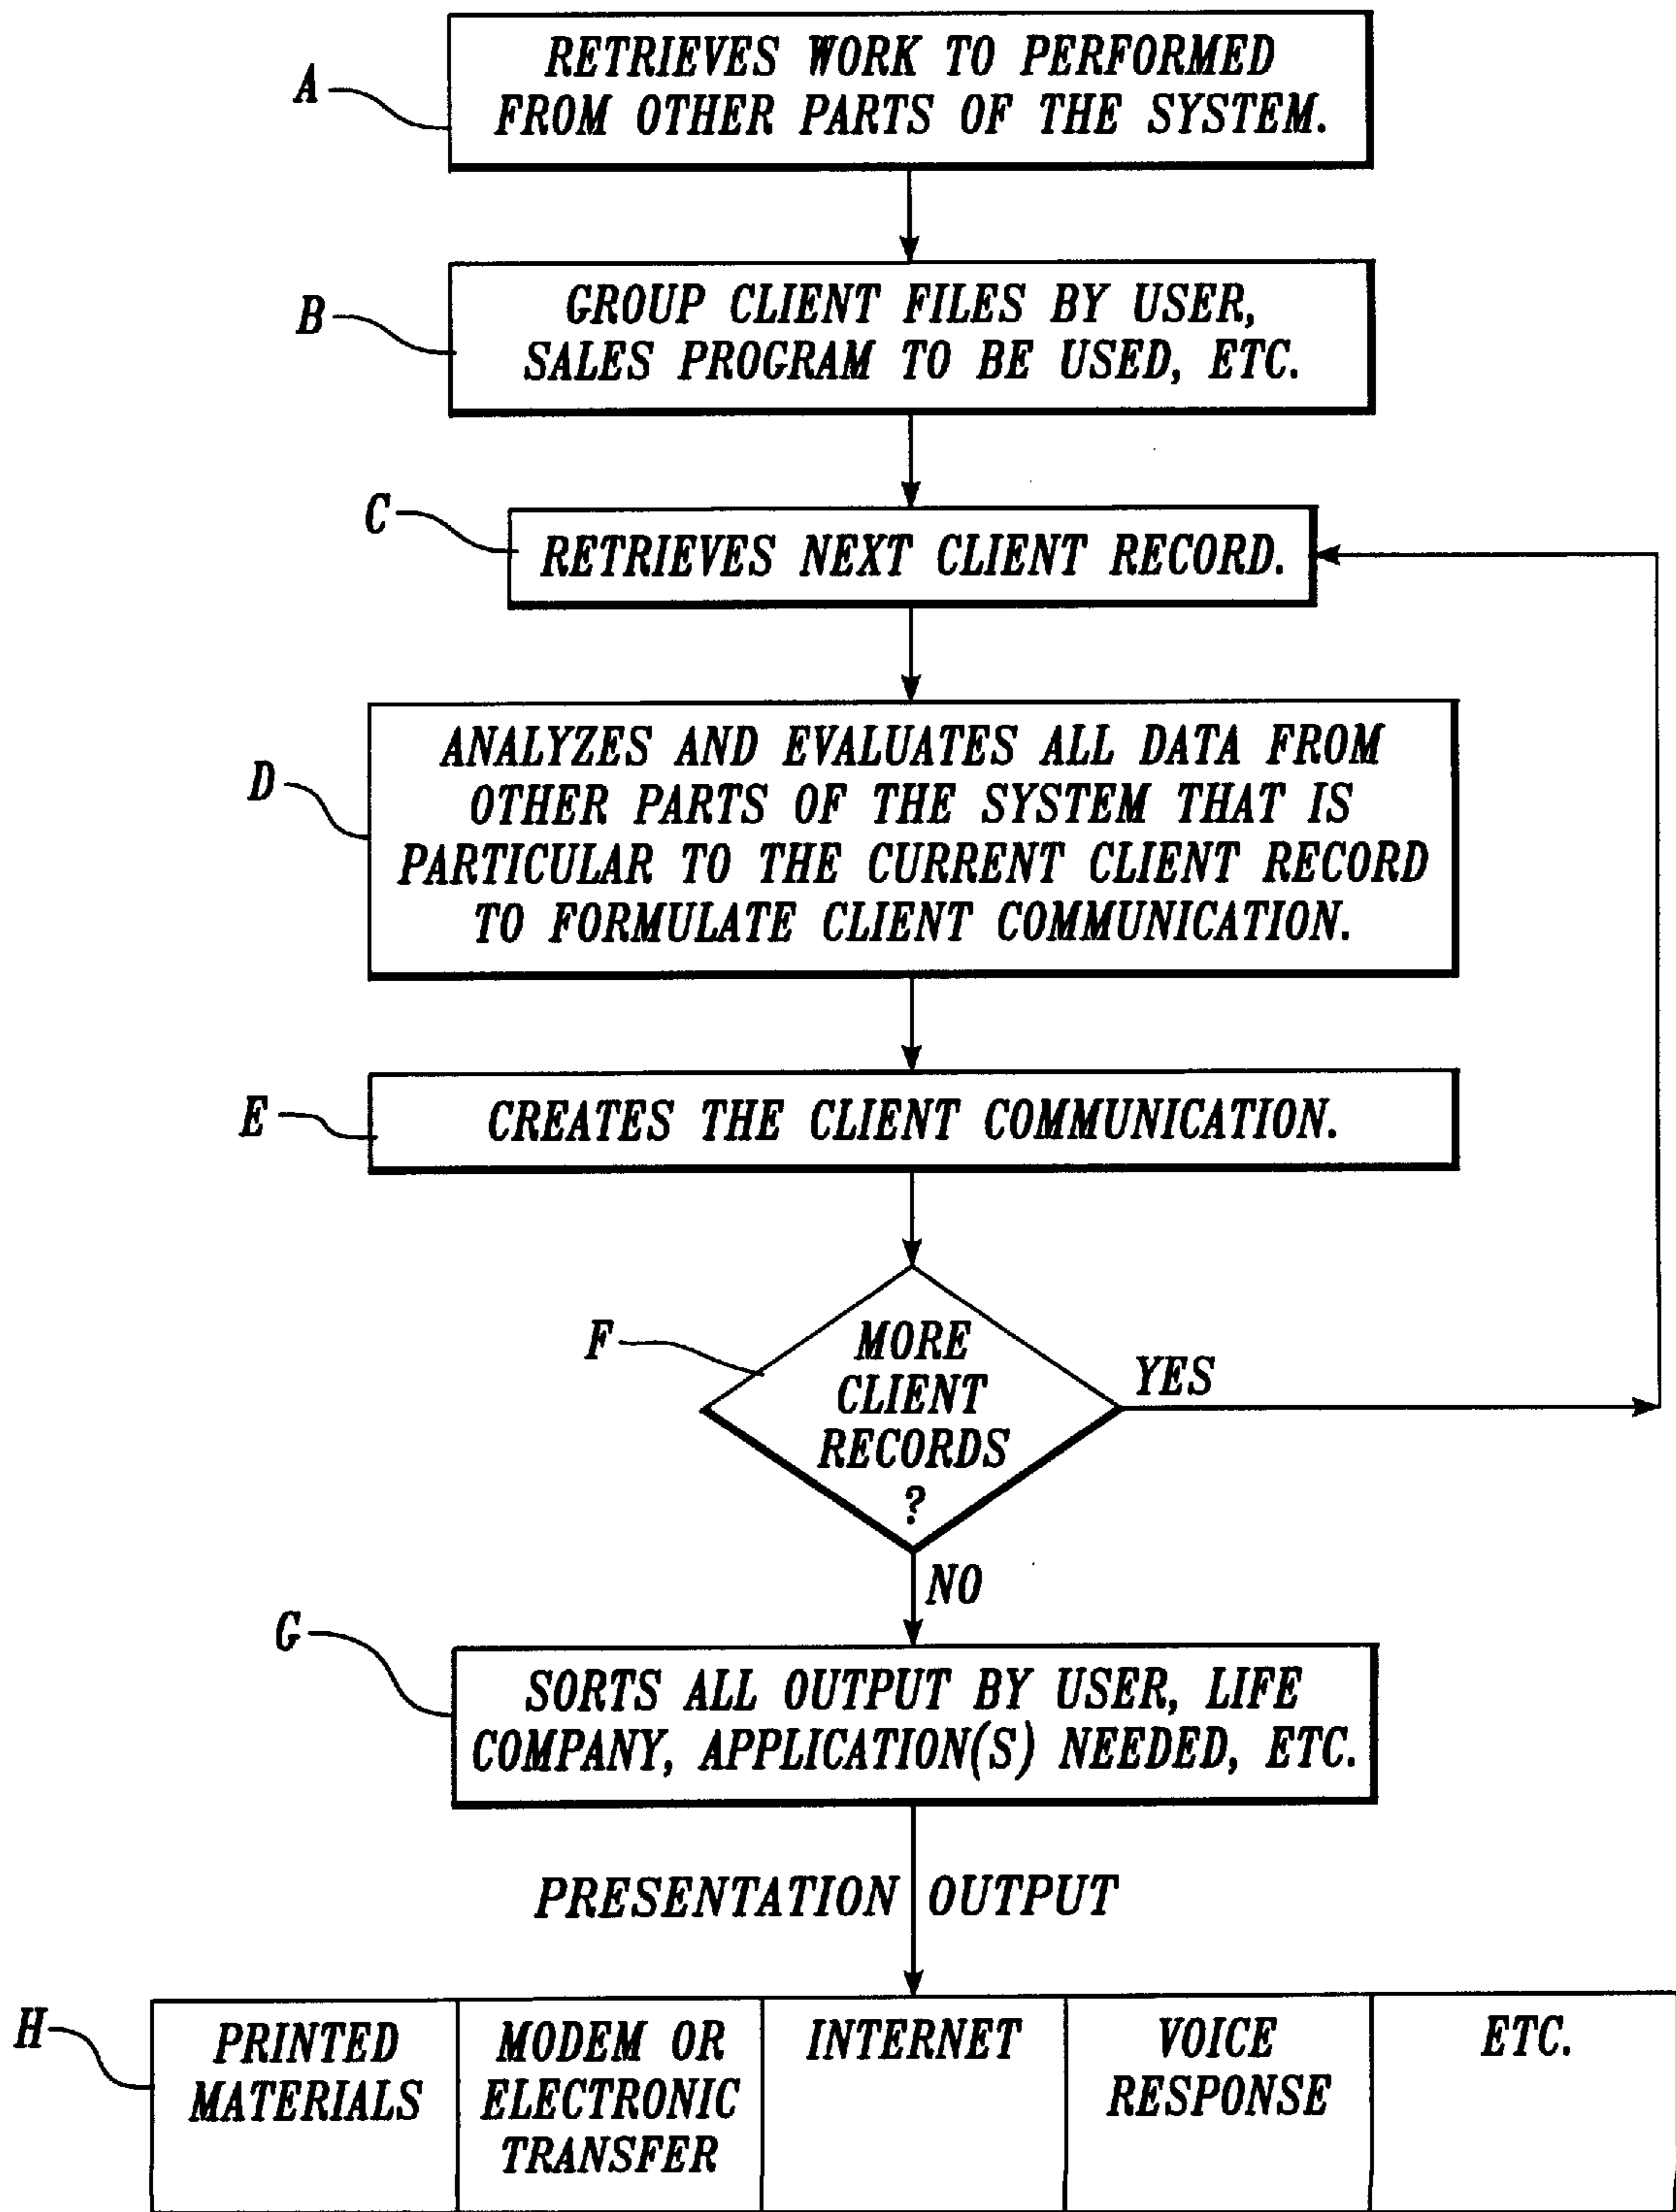 A
RETRIEVES WORK TO PERFORMED
FROM OTHER PARTS OF THE SYSTEM.
B
GROUP CLIENT FILES BY USER,
SALES PROGRAM TO BE USED, ETC.
C
RETRIEVES NEXT CLIENT RECORD.
D
ANALYZES AND EVALUATES ALL DATA FROM
OTHER PARTS OF THE SYSTEM THAT IS
PARTICULAR TO THE CURRENT CLIENT RECORD
TO FORMULATE CLIENT COMMUNICATION.
E
CREATES THE CLIENT COMMUNICATION.
F
MORE
CLIENT
RECORDS
?
YES
NO
G
SORTS ALL OUTPUT BY USER, LIFE
COMPANY, APPLICATION(S) NEEDED, ETC.
PRESENTATION OUTPUT
H
PRINTED
MATERIALS
MODEM OR
ELECTRONIC
TRANSFER
INTERNET
VOICE
RESPONSE
ETC.